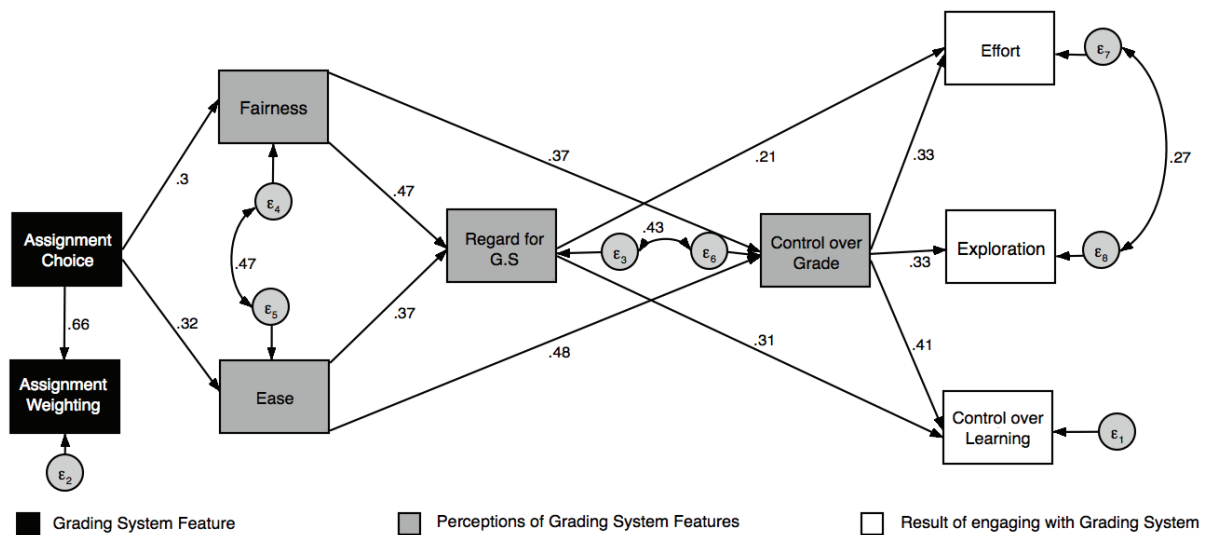 Effort
ε7
Fairness
.3
.37
.21
.33
.27
ε4
.47
Assignment
Choice
Regard for
G.S
ε3
.43
ε6
Control over
Grade
.33
Exploration
ε8
.47
ε5
.66
.32
.37
.48
.31
.41
Assignment
Weighting
Ease
Control over
Learning
ε1
ε2
Grading System Feature
Perceptions of Grading System Features
Result of engaging with Grading System